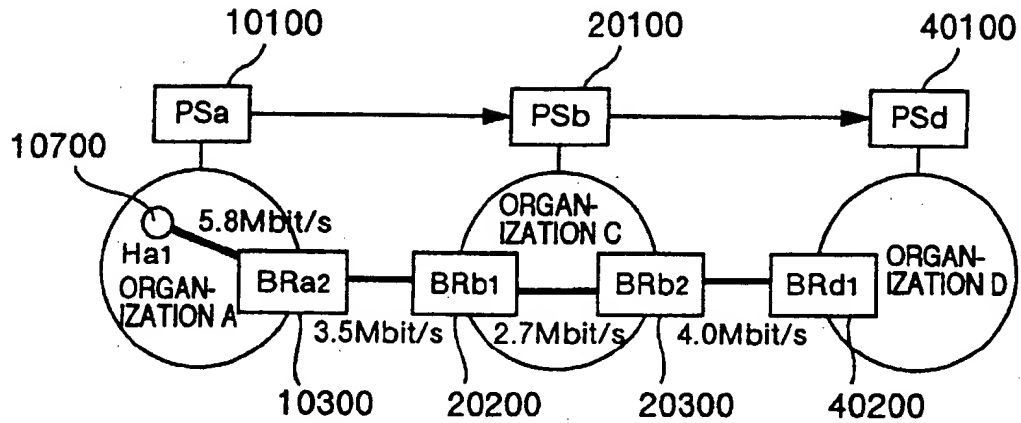 10100
20100
40100
PSa
PSb
PSd
10700
5.8Mbit/s
Ha1
ORGAN-
IZATION A
ORGAN-
IZATION C
ORGAN-
IZATION D
BRa2
BRb1
BRb2
BRd1
3.5Mbit/s
2.7Mbit/s
4.0Mbit/s
10300
20200
20300
40200